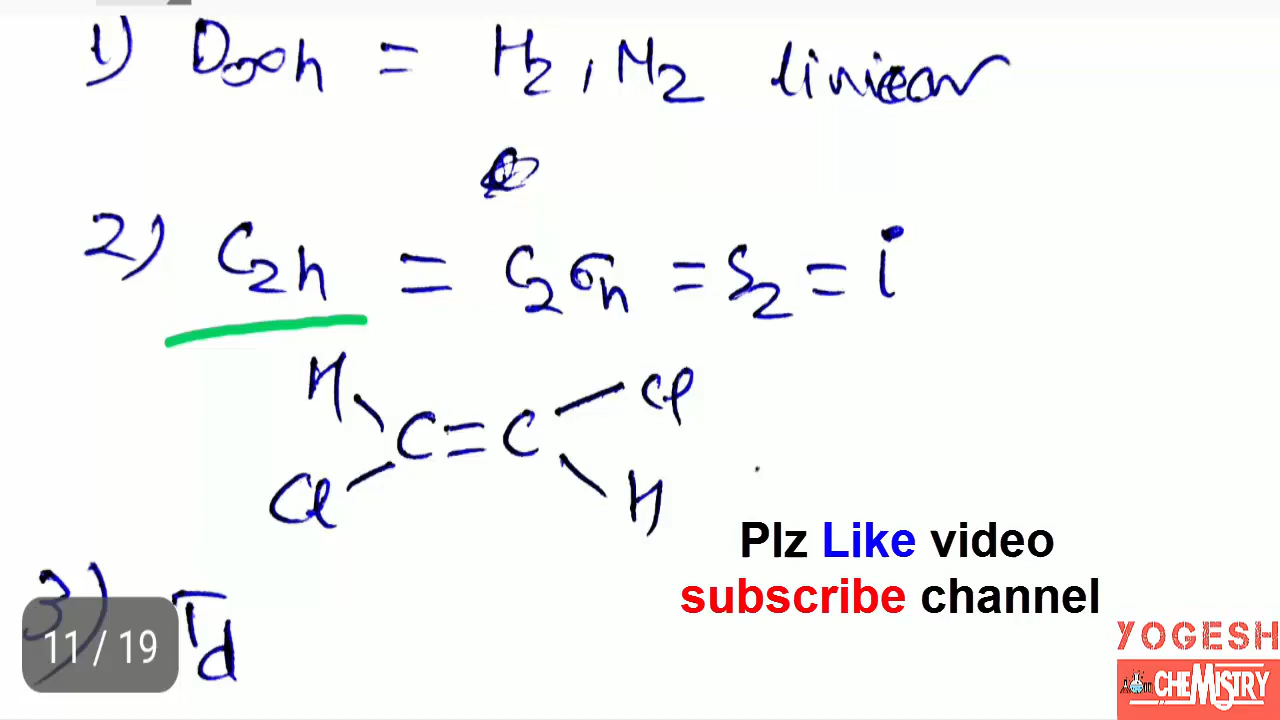 1) D∞h = H2, N2 linear
2) C2h = C2σh = S2 = i
H Cl
C=C
Cl H
Plz Like video
subscribe channel
3) Td
11 / 19
YOGESH
CHEMISTRY